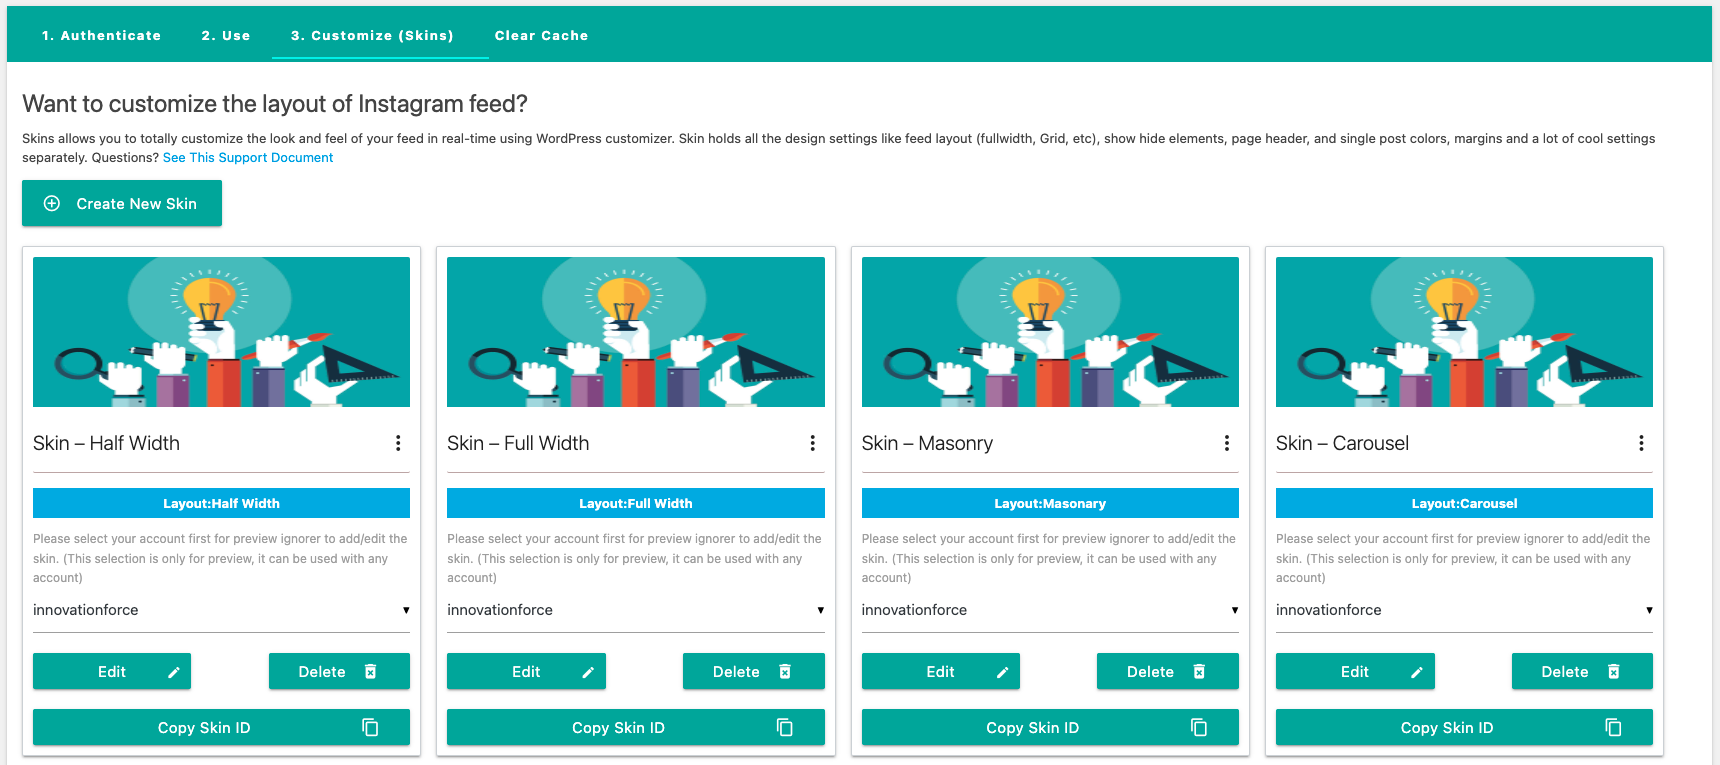 1. Authenticate
2. Use
3. Customize (Skins)
Clear Cache
Want to customize the layout of Instagram feed?
Skins allows you to totally customize the look and feel of your feed in real-time using WordPress customizer. Skin holds all the design settings like feed layout (fullwidth, Grid, etc), show hide elements, page header, and single post colors, margins and a lot of cool settings
separately. Questions? See This Support Document
Create New Skin
Skin – Half Width
Layout:Half Width
Please select your account first for preview ignorer to add/edit the
skin. (This selection is only for preview, it can be used with any
account)
innovationforce
Edit
Delete
Copy Skin ID
Skin – Full Width
Layout:Full Width
Please select your account first for preview ignorer to add/edit the
skin. (This selection is only for preview, it can be used with any
account)
innovationforce
Edit
Delete
Copy Skin ID
Skin – Masonry
Layout:Masonary
Please select your account first for preview ignorer to add/edit the
skin. (This selection is only for preview, it can be used with any
account)
innovationforce
Edit
Delete
Copy Skin ID
Skin – Carousel
Layout:Carousel
Please select your account first for preview ignorer to add/edit the
skin. (This selection is only for preview, it can be used with any
account)
innovationforce
Edit
Delete
Copy Skin ID